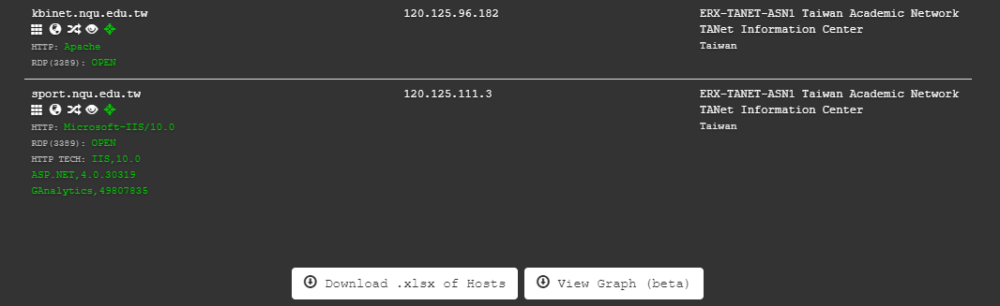 kbinet.nqu.edu.tw 120.125.96.182 ERX-TANET-ASN1 Taiwan Academic Network
TANet Information Center
HTTP: Apache Taiwan
RDP(3389): OPEN
sport.nqu.edu.tw 120.125.111.3 ERX-TANET-ASN1 Taiwan Academic Network
TANet Information Center
HTTP: Microsoft-IIS/10.0 Taiwan
RDP(3389): OPEN
HTTP TECH: IIS,10.0
ASP.NET,4.0.30319
GAnalytics,49807835
Download .xlsx of Hosts View Graph (beta)